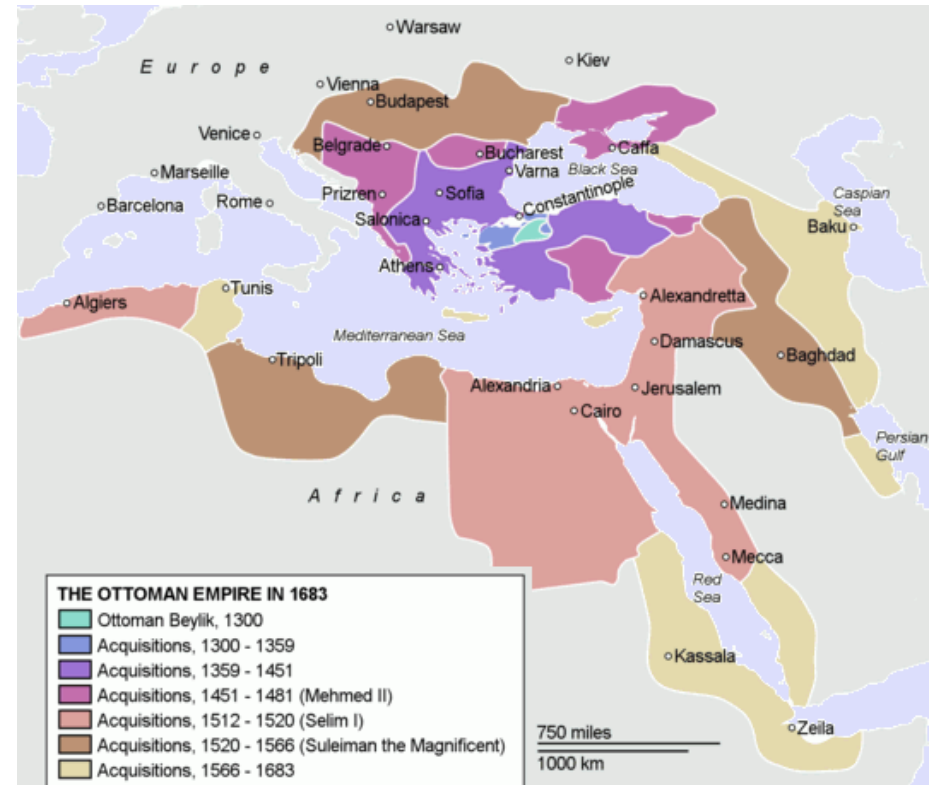 Warsaw
Kiev
Europe
Vienna
Budapest
Venice
Belgrade
Bucharest
Caffa
Marseille
Varna
Black Sea
Barcelona
Rome
Prizren
Sofia
Constantinople
Caspian
Sea
Salonica
Baku
Athens
Tunis
Algiers
Alexandretta
Mediterranean Sea
Damascus
Tripoli
Baghdad
Alexandria
Jerusalem
Cairo
Persian
Gulf
Africa
Medina
Mecca
Red
Sea
Kassala
Zeila
THE OTTOMAN EMPIRE IN 1683
Ottoman Beylik, 1300
Acquisitions, 1300 - 1359
Acquisitions, 1359 - 1451
Acquisitions, 1451 - 1481 (Mehmed II)
Acquisitions, 1512 - 1520 (Selim I)
Acquisitions, 1520 - 1566 (Suleiman the Magnificent)
Acquisitions, 1566 - 1683
750 miles
1000 km